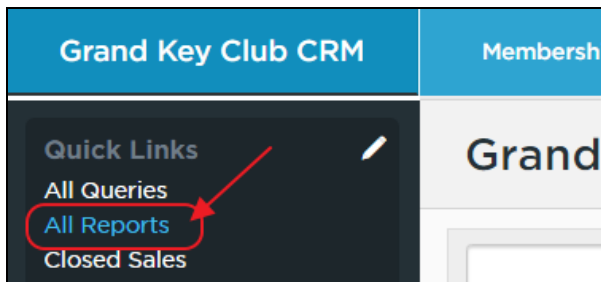 Grand Key Club CRM
Membersh
Quick Links
Grand
All Queries
All Reports
Closed Sales